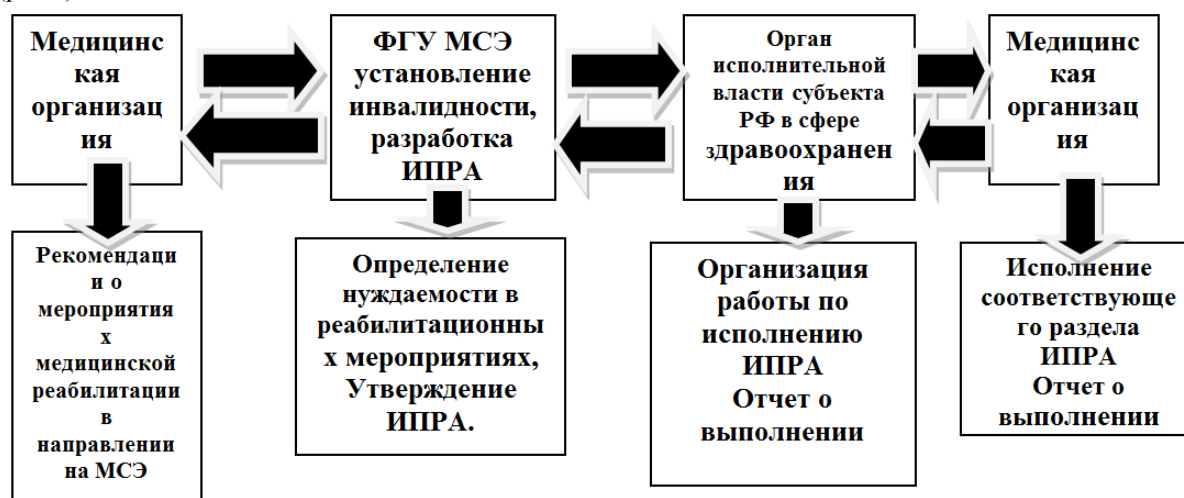 Медицинс
кая
организац
ия
ФГУ МСЭ
установление
инвалидности,
разработка
ИПРА
Орган
исполнительной
власти субъекта
РФ в сфере
здравоохранен
ия
Медицинс
кая
организац
ия
Рекомендаци
и о
мероприятия
х
медицинской
реабилитации
в
направлении
на МСЭ
Определение
нуждаемости в
реабилитационны
х мероприятиях,
Утверждение
ИПРА.
Организация
работы по
исполнению
ИПРА
Отчет о
выполнении
Исполнение
соответствующе
го раздела
ИПРА
Отчет о
выполнении